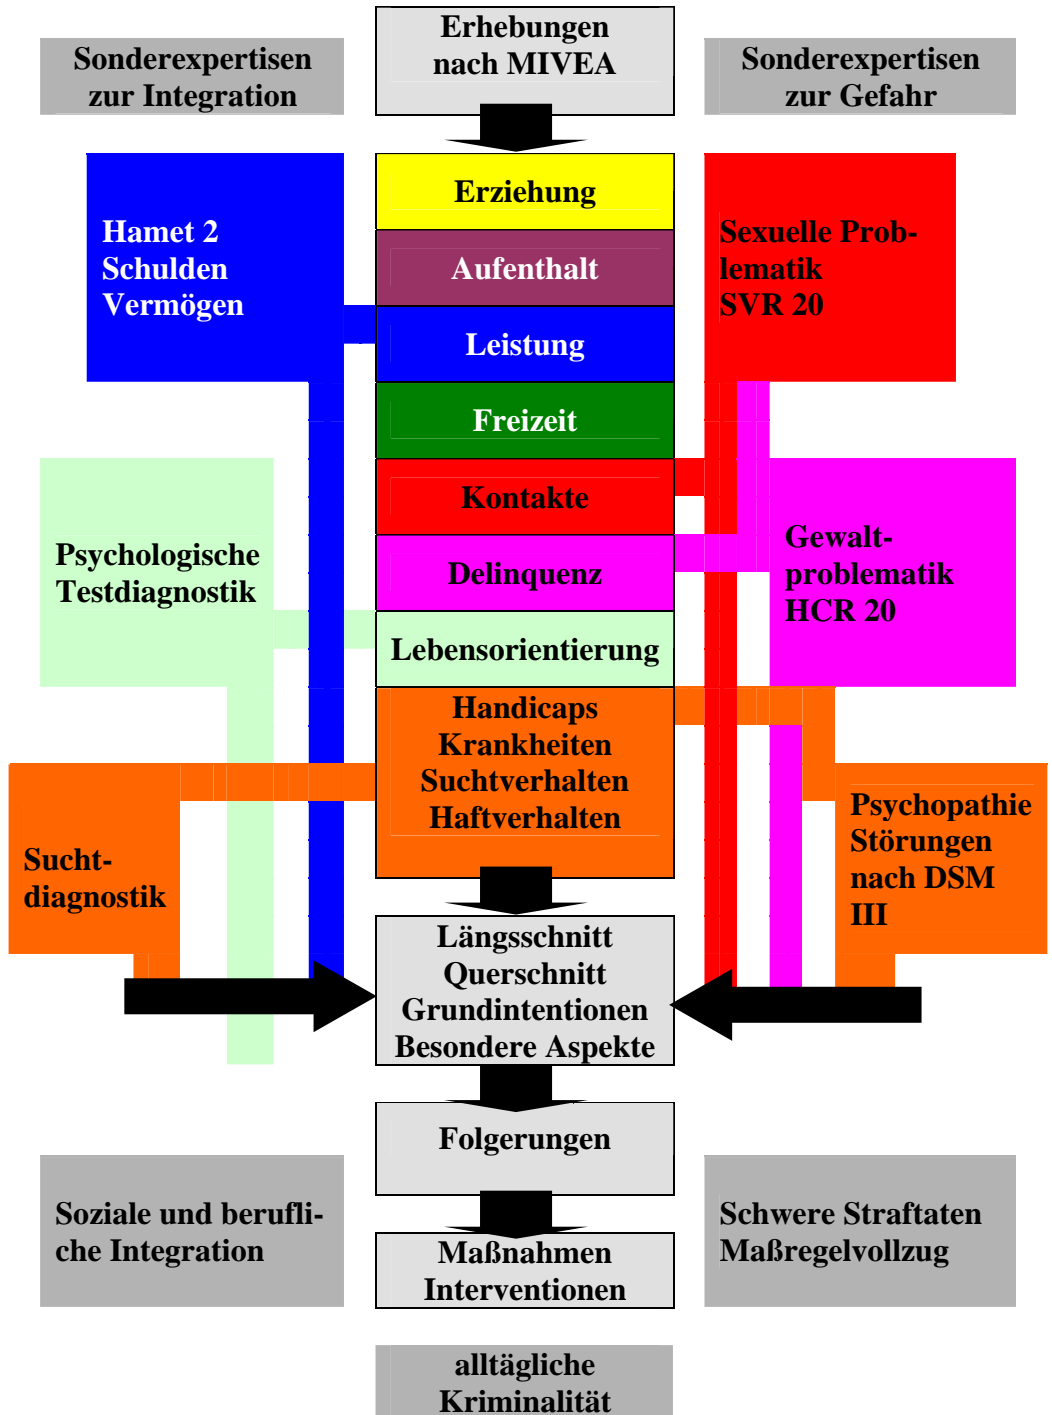 Sonderexpertisen
zur Integration
Erhebungen
nach MIVEA
Sonderexpertisen
zur Gefahr
Hamet 2
Schulden
Vermögen
Erziehung
Aufenthalt
Leistung
Freizeit
Kontakte
Delinquenz
Lebensorientierung
Handicaps
Krankheiten
Suchtverhalten
Haftverhalten
Sexuelle Prob-
lematik
SVR 20
Psychologische
Testdiagnostik
Gewalt-
problematik
HCR 20
Sucht-
diagnostik
Psychopathie
Störungen
nach DSM
III
Längsschnitt
Querschnitt
Grundintentionen
Besondere Aspekte
Folgerungen
Soziale und berufli-
che Integration
Maßnahmen
Interventionen
Schwere Straftaten
Maßregelvollzug
alltägliche
Kriminalität